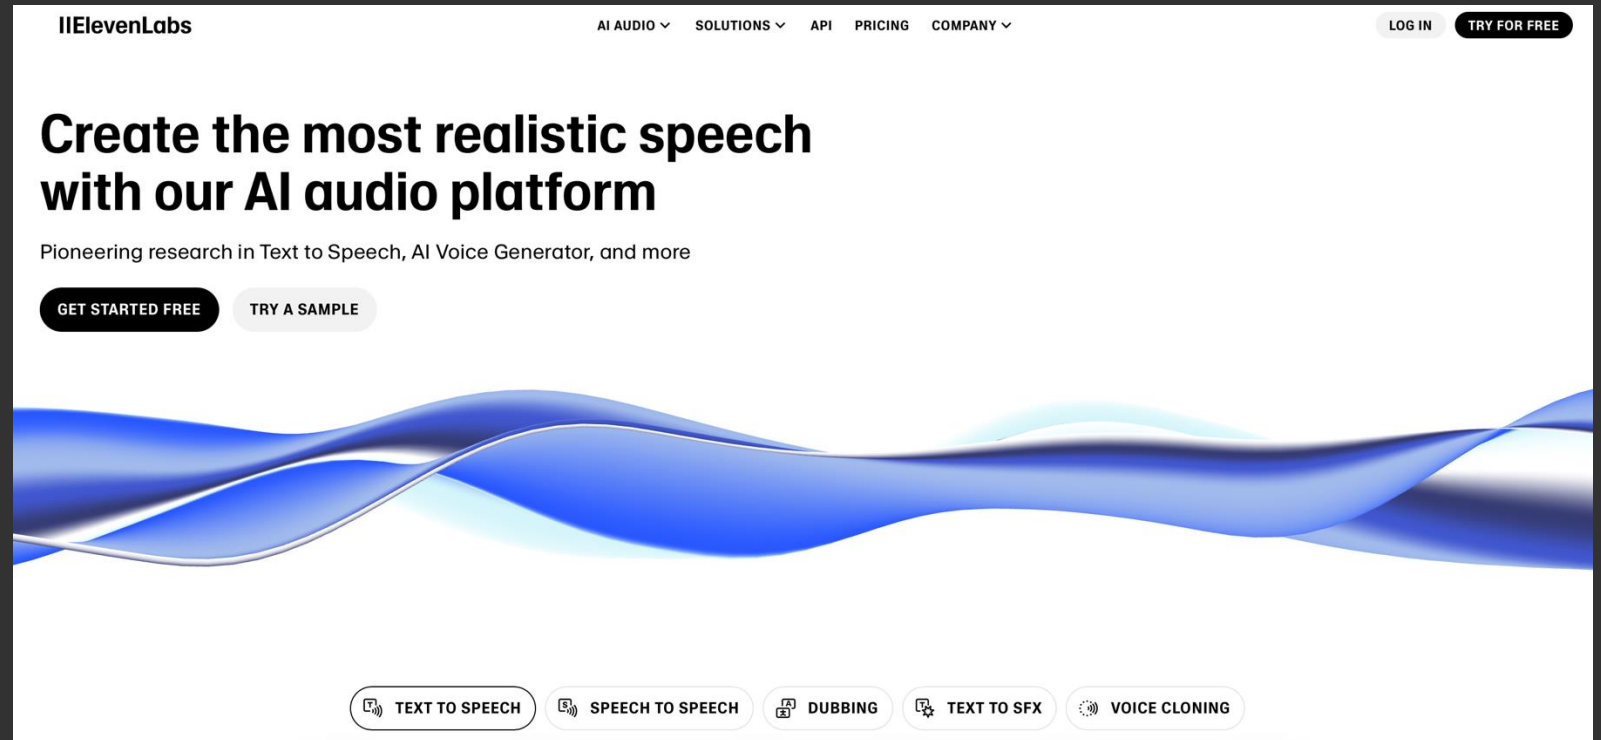 IIElevenLabs
AI AUDIO
SOLUTIONS
API
PRICING
COMPANY
LOG IN
TRY FOR FREE
Create the most realistic speech
with our AI audio platform
Pioneering research in Text to Speech, AI Voice Generator, and more
GET STARTED FREE
TRY A SAMPLE
TEXT TO SPEECH
SPEECH TO SPEECH
DUBBING
TEXT TO SFX
VOICE CLONING